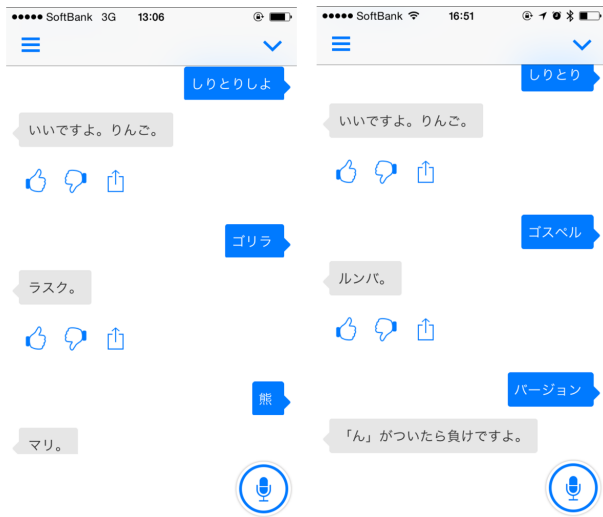 SoftBank 3G 13:06
しりとりしよ
いいですよ。りんご。
ゴリラ
ラスク。
熊
マリ。
SoftBank 16:51
しりとり
いいですよ。りんご。
ゴスペル
ルンバ。
バージョン
「ん」がついたら負けですよ。